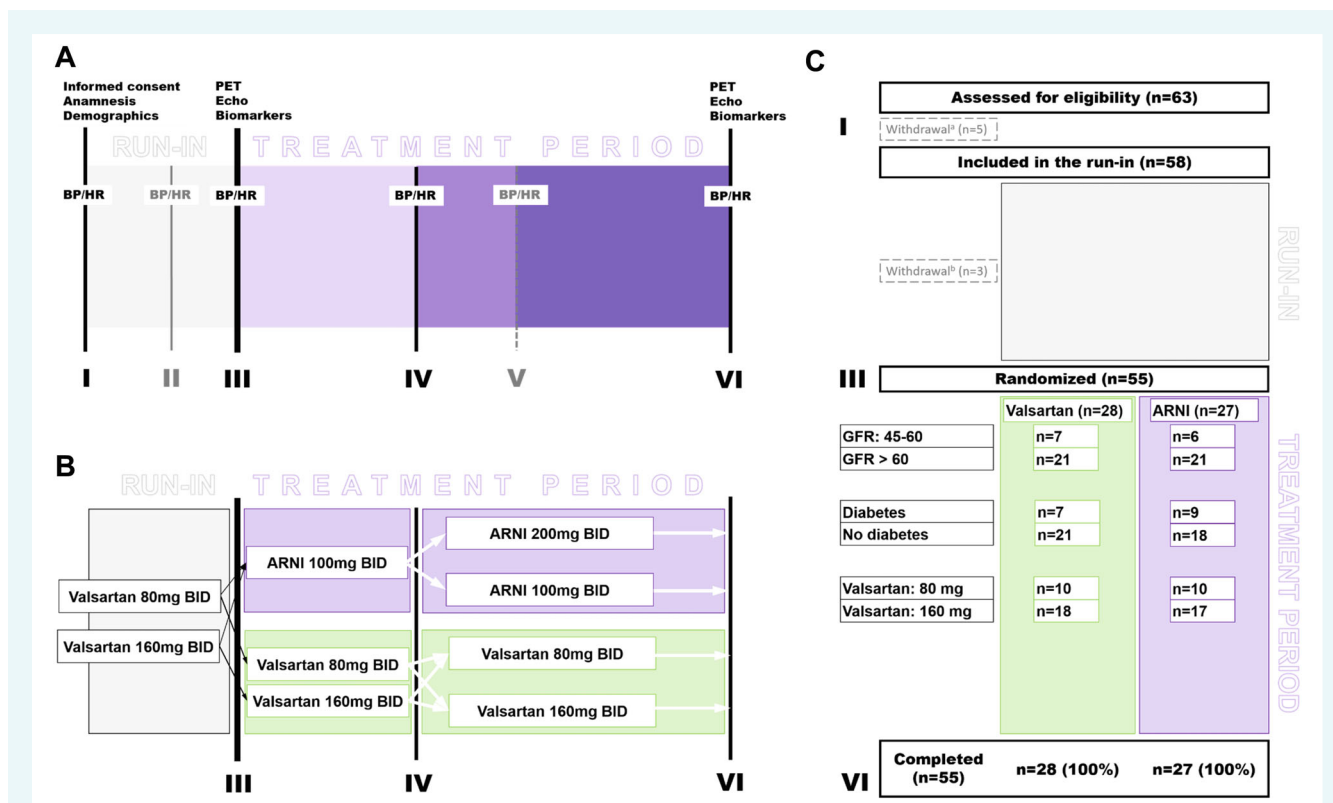 A
Informed consent
Anamnesis
Demographics
PET
Echo
Biomarkers
PET
Echo
Biomarkers
RUN-IN
TREATMENT PERIOD
BP/HR
BP/HR
BP/HR
BP/HR
BP/HR
BP/HR
I
II
III
IV
V
VI
B
RUN-IN
TREATMENT PERIOD
Valsartan 80mg BID
Valsartan 160mg BID
ARNI 100mg BID
Valsartan 80mg BID
Valsartan 160mg BID
ARNI 200mg BID
ARNI 100mg BID
Valsartan 80mg BID
Valsartan 160mg BID
III
IV
VI
C
Assessed for eligibility (n=63)
I
Withdrawalᵃ (n=5)
Included in the run-in (n=58)
Withdrawalᵇ (n=3)
RUN-IN
III
Randomized (n=55)
Valsartan (n=28) ARNI (n=27)
GFR: 45-60 n=7 n=6
GFR > 60 n=21 n=21
Diabetes n=7 n=9
No diabetes n=21 n=18
Valsartan: 80 mg n=10 n=10
Valsartan: 160 mg n=18 n=17
TREATMENT PERIOD
VI
Completed
(n=55)
n=28 (100%) n=27 (100%)